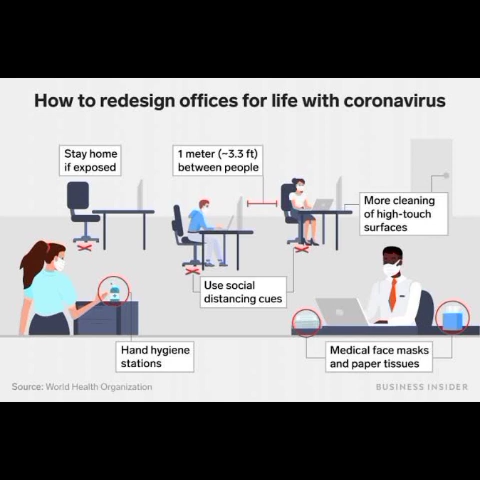 How to redesign offices for life with coronavirus
Stay home
if exposed
1 meter (~3.3 ft)
between people
More cleaning
of high-touch
surfaces
Use social
distancing cues
Hand hygiene
stations
Medical face masks
and paper tissues
Source: World Health Organization
BUSINESS INSIDER